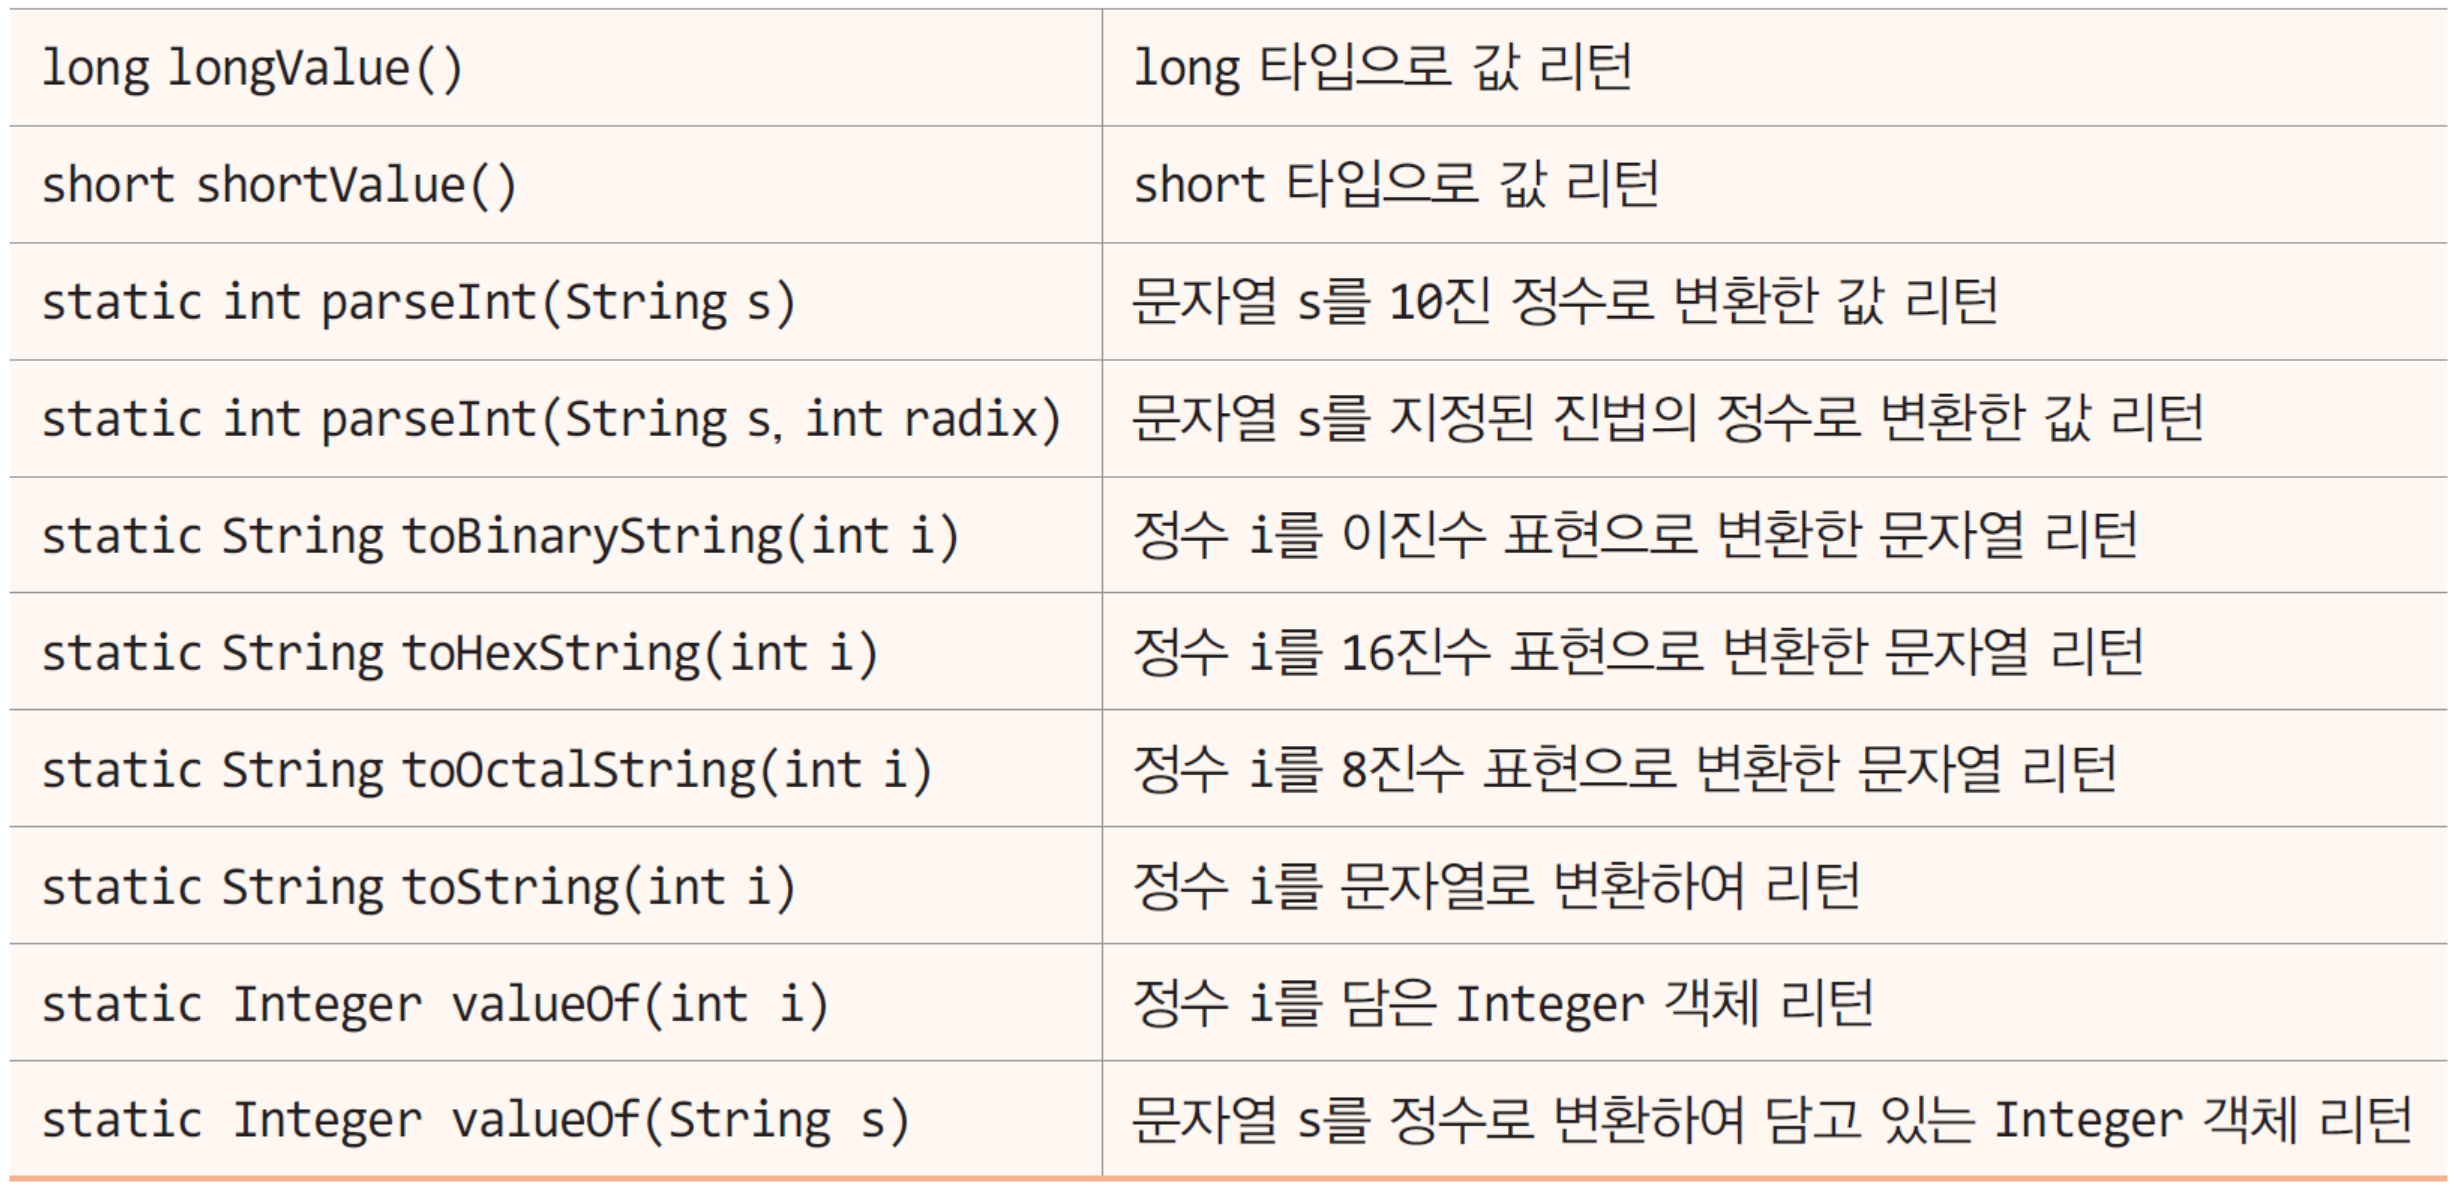 long longValue() long 타입으로 값 리턴
short shortValue() short 타입으로 값 리턴
static int parseInt(String s) 문자열 s를 10진 정수로 변환한 값 리턴
static int parseInt(String s, int radix) 문자열 s를 지정된 진법의 정수로 변환한 값 리턴
static String toBinaryString(int i) 정수 i를 이진수 표현으로 변환한 문자열 리턴
static String toHexString(int i) 정수 i를 16진수 표현으로 변환한 문자열 리턴
static String toOctalString(int i) 정수 i를 8진수 표현으로 변환한 문자열 리턴
static String toString(int i) 정수 i를 문자열로 변환하여 리턴
static Integer valueOf(int i) 정수 i를 담은 Integer 객체 리턴
static Integer valueOf(String s) 문자열 s를 정수로 변환하여 담고 있는 Integer 객체 리턴